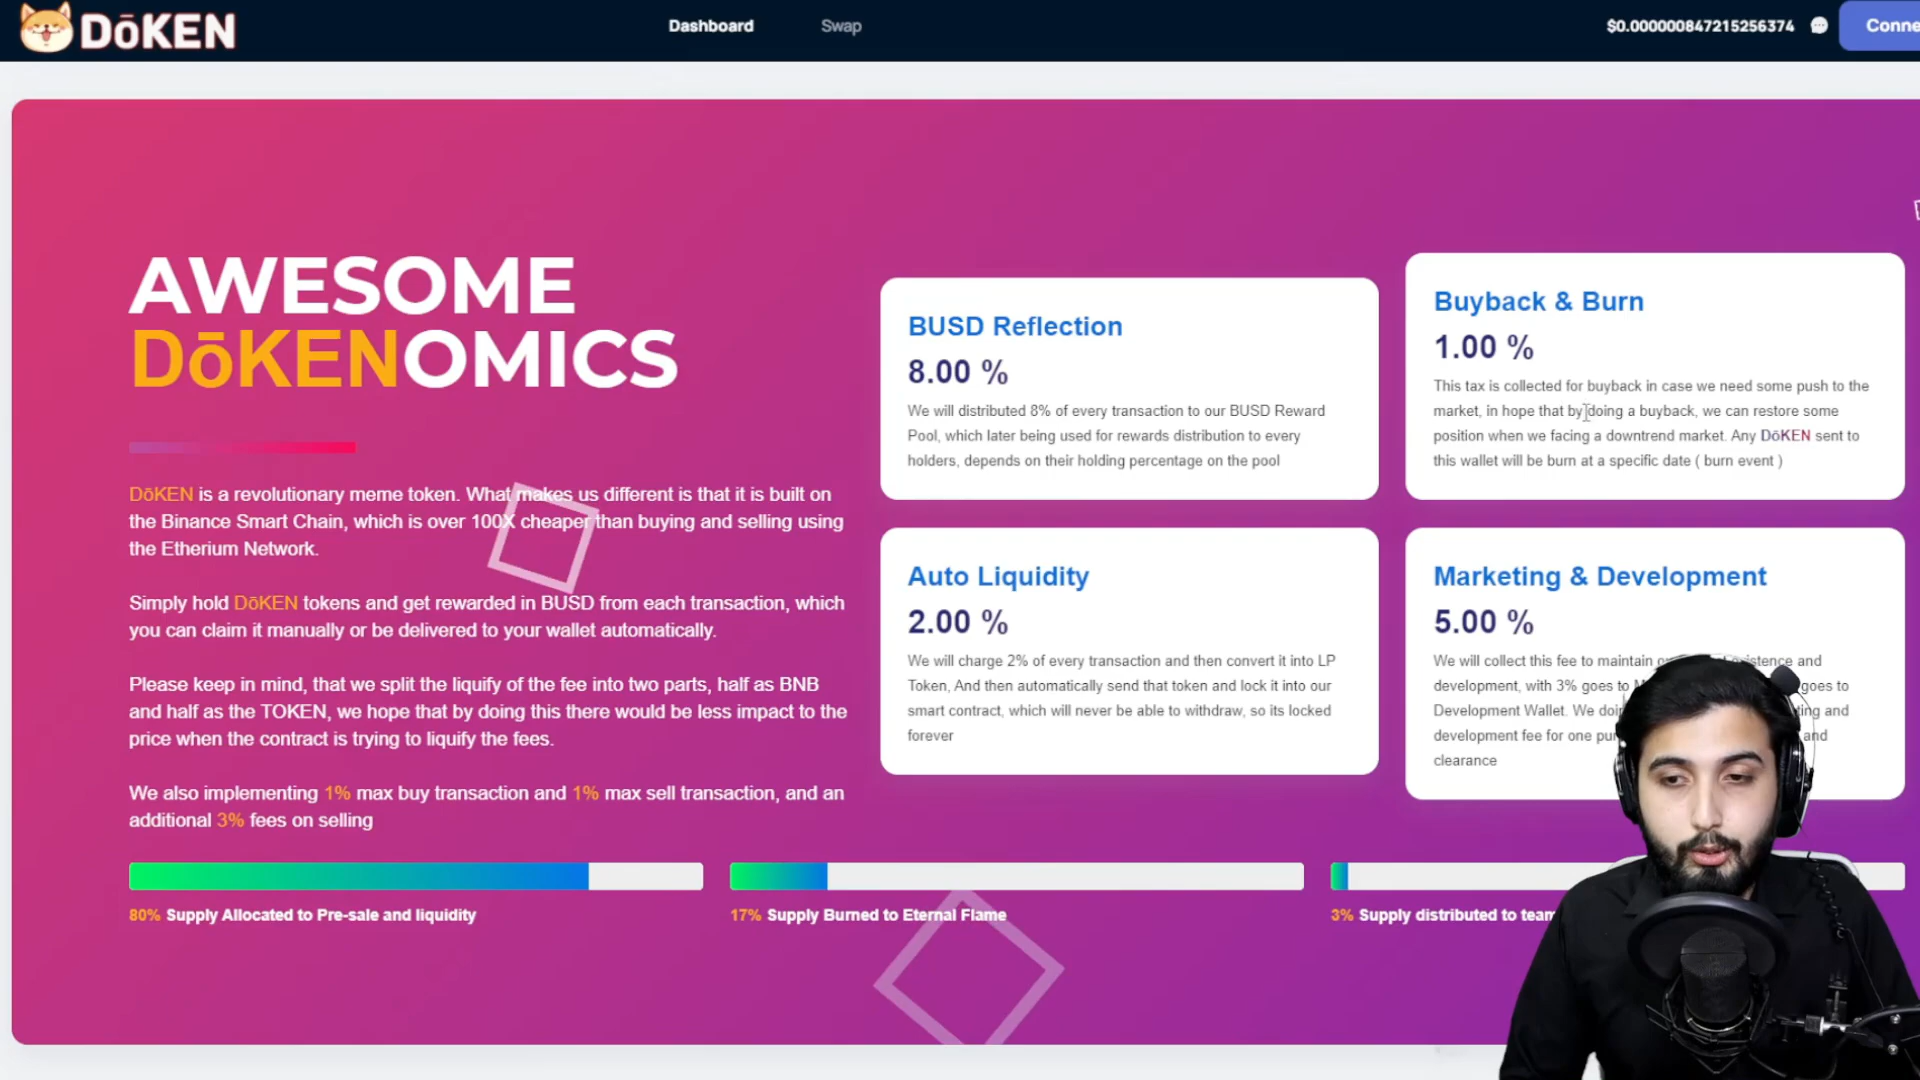 DōKEN
Dashboard
Swap
$0.000000847215256374
Conne
AWESOME
DōKENOMICS
DōKEN is a revolutionary meme token. What makes us different is that it is built on
the Binance Smart Chain, which is over 100X cheaper than buying and selling using
the Etherium Network.
Simply hold DōKEN tokens and get rewarded in BUSD from each transaction, which
you can claim it manually or be delivered to your wallet automatically.
Please keep in mind, that we split the liquify of the fee into two parts, half as BNB
and half as the TOKEN, we hope that by doing this there would be less impact to the
price when the contract is trying to liquify the fees.
We also implementing 1% max buy transaction and 1% max sell transaction, and an
additional 3% fees on selling
BUSD Reflection
8.00 %
We will distributed 8% of every transaction to our BUSD Reward
Pool, which later being used for rewards distribution to every
holders, depends on their holding percentage on the pool
Buyback & Burn
1.00 %
This tax is collected for buyback in case we need some push to the
market, in hope that by doing a buyback, we can restore some
position when we facing a downtrend market. Any DōKEN sent to
this wallet will be burn at a specific date ( burn event )
Auto Liquidity
2.00 %
We will charge 2% of every transaction and then convert it into LP
Token, And then automatically send that token and lock it into our
smart contract, which will never be able to withdraw, so its locked
forever
Marketing & Development
5.00 %
We will collect this fee to maintain and
development, with 3% goes to goes to
Development Wallet. We and
development fee for one and
clearance
80% Supply Allocated to Pre-sale and liquidity
17% Supply Burned to Eternal Flame
3% Supply distributed to team